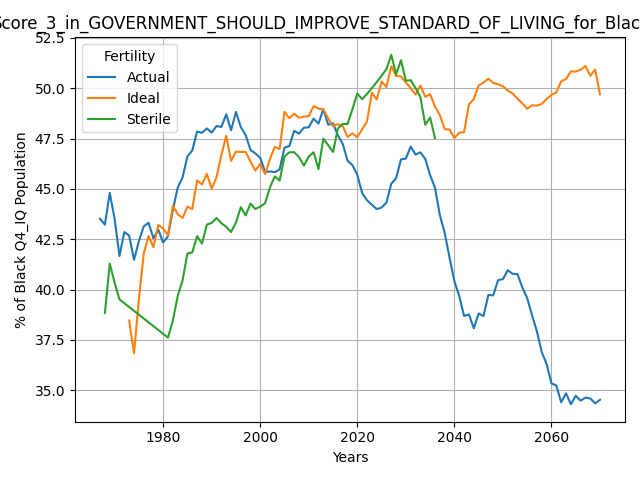 Score_3_in_GOVERNMENT_SHOULD_IMPROVE_STANDARD_OF_LIVING_for_Blac
Fertility
Actual
Ideal
Sterile
52.5
50.0
47.5
45.0
42.5
40.0
37.5
35.0
% of Black Q4_IQ Population
1980
2000
2020
2040
2060
Years